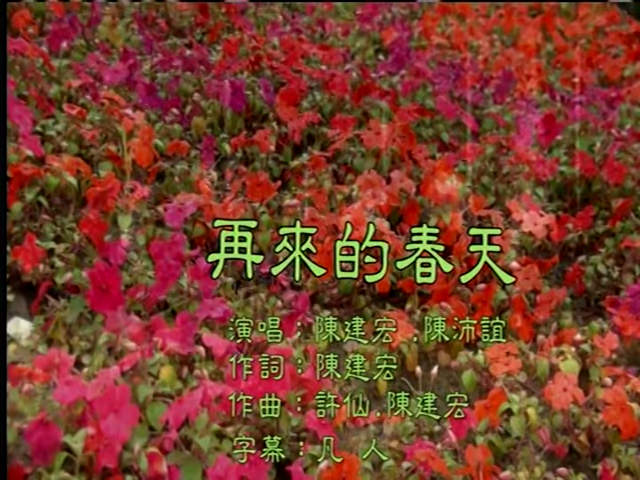 再來的春天
演唱：陳建宏．陳沛誼
作詞：陳建宏
作曲：許仙．陳建宏
字幕：凡 人